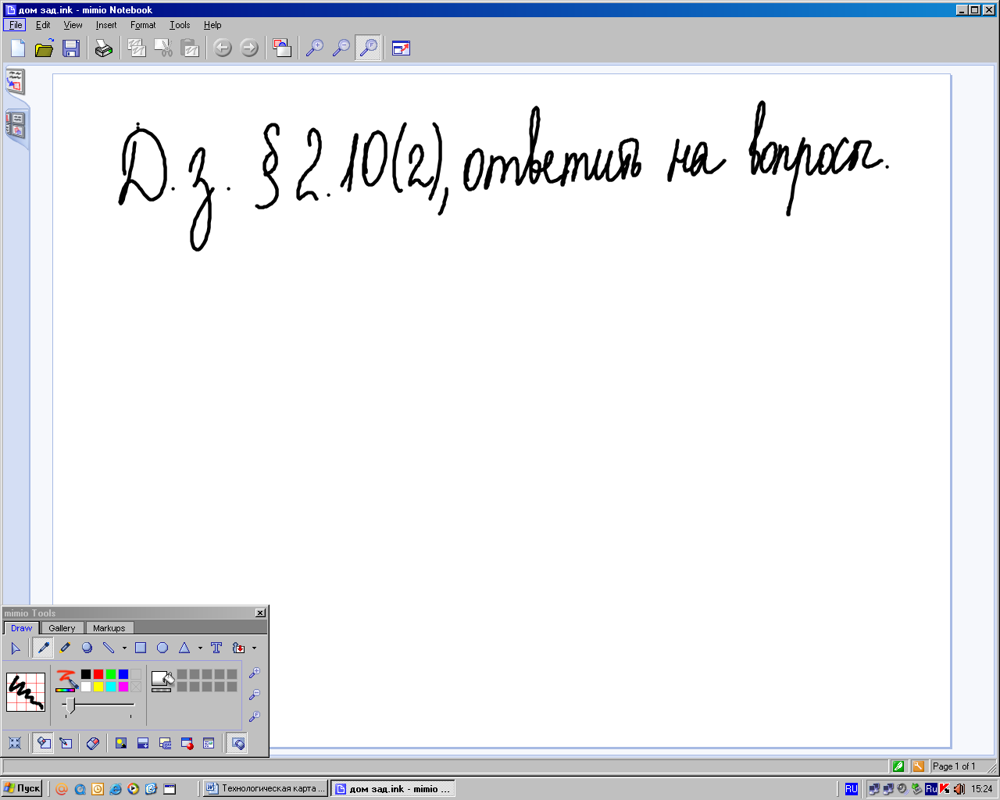 дом зад.ink - mimio Notebook
File Edit View Insert Format Tools Help
Д.з. § 2.10(2), ответить на вопросы.
mimio Tools
Draw Gallery Markups
Page 1 of 1
Пуск Технологическая карта ... дом зад.ink - mimio ... RU Ru 15:24